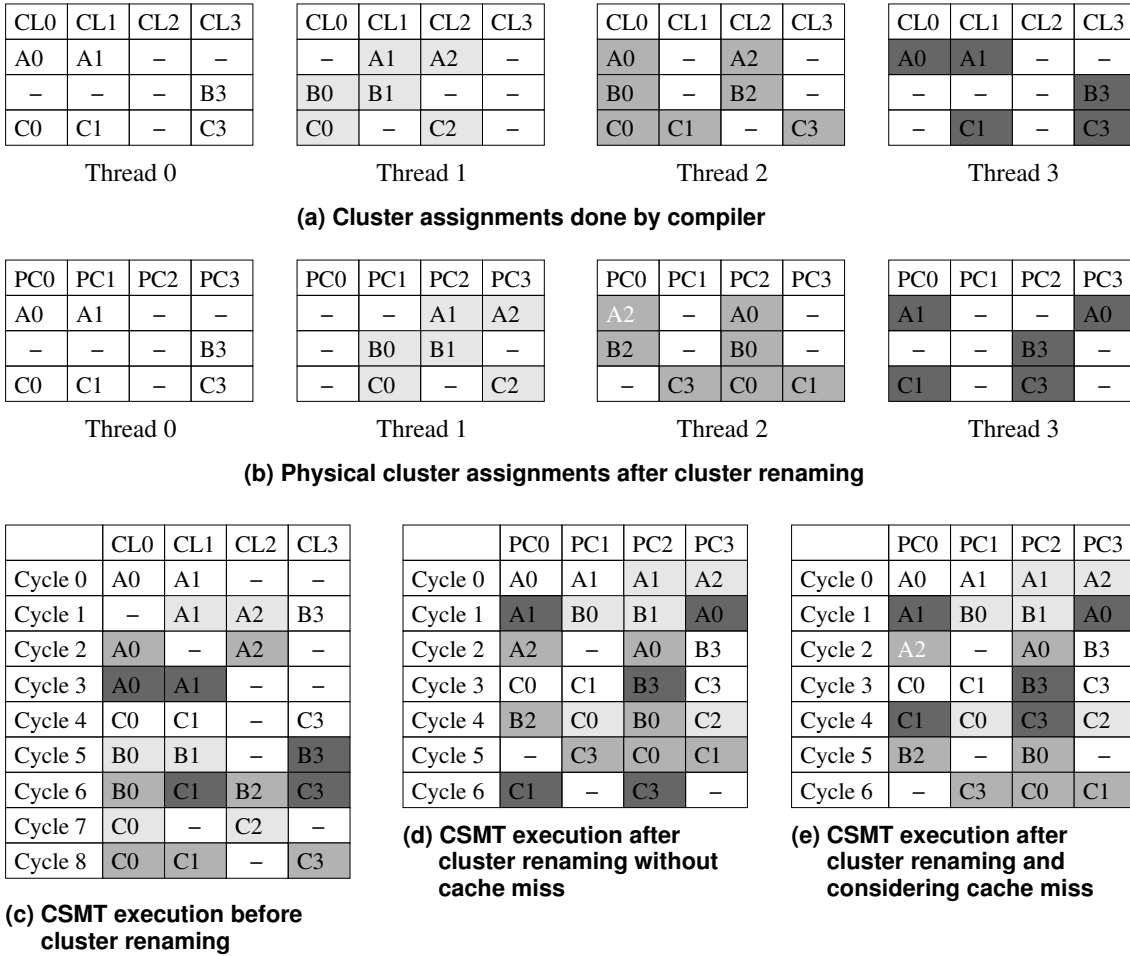 CL0 CL1 CL2 CL3 CL0 CL1 CL2 CL3 CL0 CL1 CL2 CL3 CL0 CL1 CL2 CL3
A0 A1 – – – A1 A2 – A0 – A2 – A0 A1 – –
– – – B3 B0 B1 – – B0 – B2 – – – – B3
C0 C1 – C3 C0 – C2 – C0 C1 – C3 – C1 – C3
Thread 0 Thread 1 Thread 2 Thread 3
(a) Cluster assignments done by compiler
PC0 PC1 PC2 PC3 PC0 PC1 PC2 PC3 PC0 PC1 PC2 PC3 PC0 PC1 PC2 PC3
A0 A1 – – – – A1 A2 A2 – A0 – A1 – – A0
– – – B3 – B0 B1 – B2 – B0 – – – B3 –
C0 C1 – C3 – C0 – C2 – C3 C0 C1 C1 – C3 –
Thread 0 Thread 1 Thread 2 Thread 3
(b) Physical cluster assignments after cluster renaming
CL0 CL1 CL2 CL3
Cycle 0 A0 A1 – –
Cycle 1 – A1 A2 B3
Cycle 2 A0 – A2 –
Cycle 3 A0 A1 – –
Cycle 4 C0 C1 – C3
Cycle 5 B0 B1 – B3
Cycle 6 B0 C1 B2 C3
Cycle 7 C0 – C2 –
Cycle 8 C0 C1 – C3
(c) CSMT execution before
cluster renaming
PC0 PC1 PC2 PC3
Cycle 0 A0 A1 A1 A2
Cycle 1 A1 B0 B1 A0
Cycle 2 A2 – A0 B3
Cycle 3 C0 C1 B3 C3
Cycle 4 B2 C0 B0 C2
Cycle 5 – C3 C0 C1
Cycle 6 C1 – C3 –
(d) CSMT execution after
cluster renaming without
cache miss
PC0 PC1 PC2 PC3
Cycle 0 A0 A1 A1 A2
Cycle 1 A1 B0 B1 A0
Cycle 2 A2 – A0 B3
Cycle 3 C0 C1 B3 C3
Cycle 4 C1 C0 C3 C2
Cycle 5 B2 – B0 –
Cycle 6 – C3 C0 C1
(e) CSMT execution after
cluster renaming and
considering cache miss